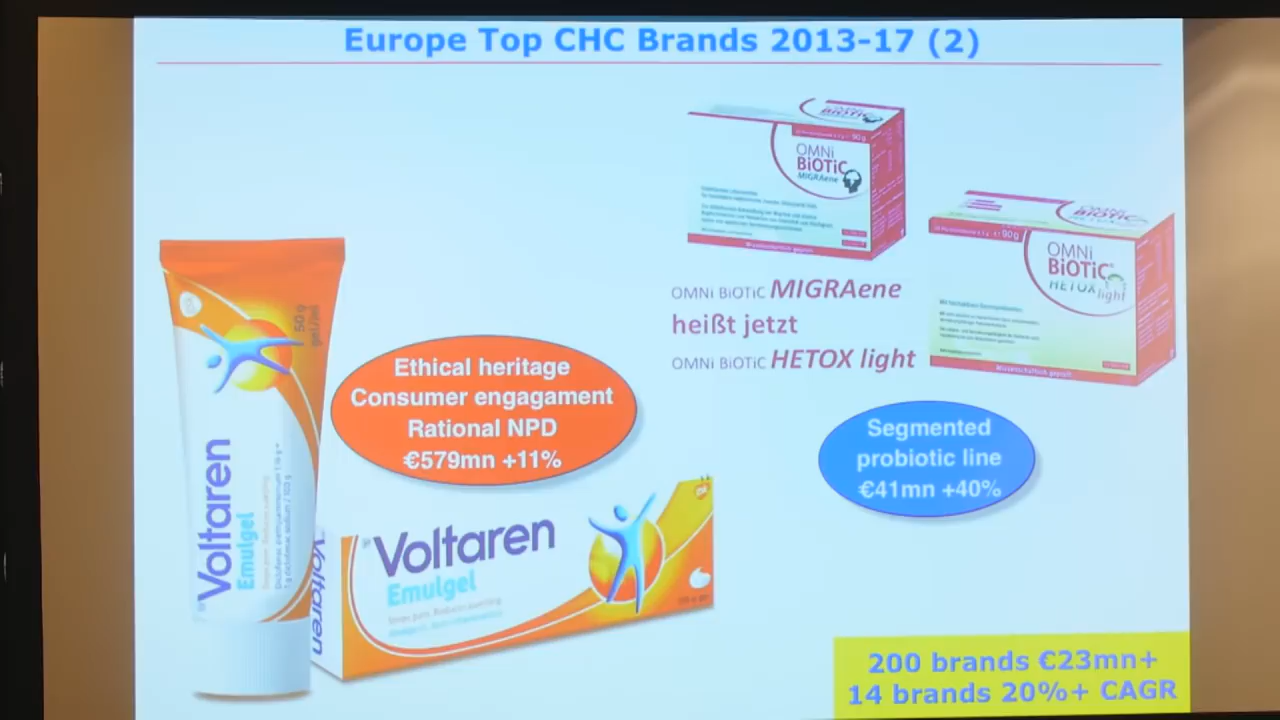 Europe Top CHC Brands 2013-17 (2)
OMNi
BiOTiC
MIGRAene
90 g
OMNi
BiOTiC
HETOX
light
90 g
OMNi BiOTiC MIGRAene
heißt jetzt
OMNi BiOTiC HETOX light
Ethical heritage
Consumer engagament
Rational NPD
€579mn +11%
Segmented
probiotic line
€41mn +40%
50 g
Voltaren
Emulgel
Voltaren
Voltaren
Emulgel
200 brands €23mn+
14 brands 20%+ CAGR